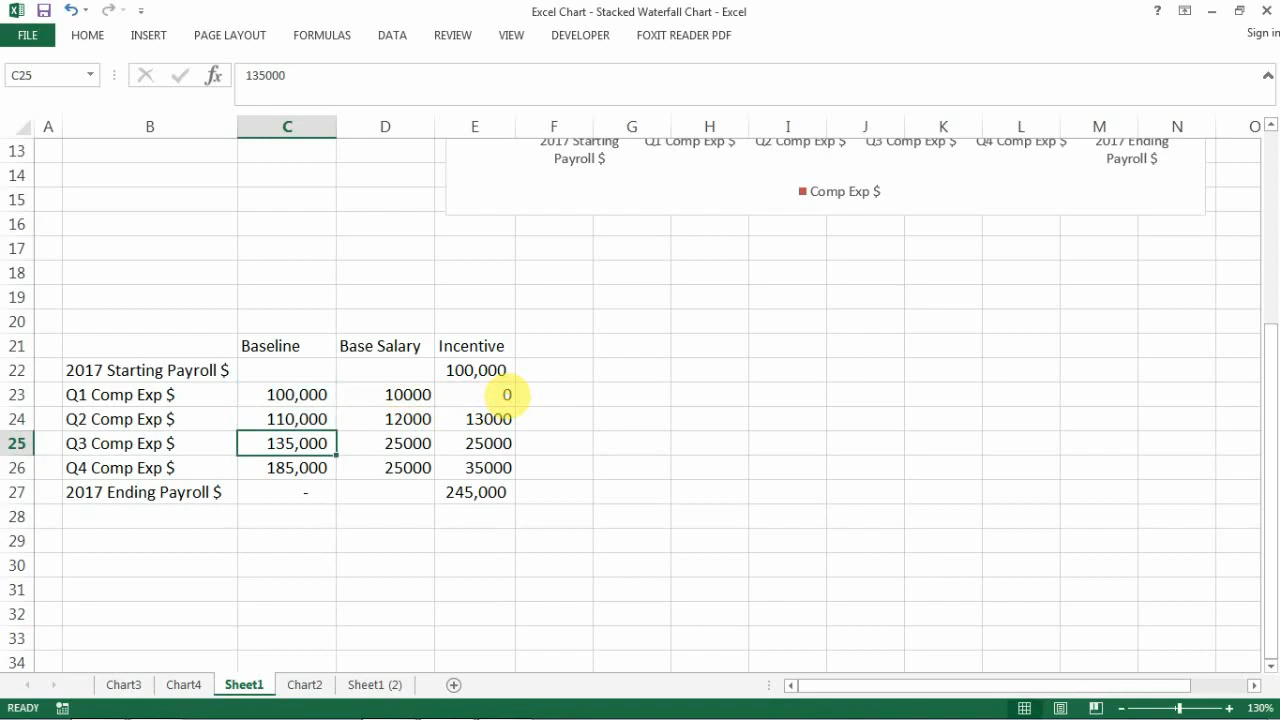 Excel Chart - Stacked Waterfall Chart - Excel
?
FILE HOME INSERT PAGE LAYOUT FORMULAS DATA REVIEW VIEW DEVELOPER FOXIT READER PDF Sign in
C25 fx 135000
A B C D E F G H I J K L M N O
13 2017 Starting Q1 Comp Exp $ Q2 Comp Exp $ Q3 Comp Exp $ Q4 Comp Exp $ 2017 Ending
Payroll $ Payroll $
14
15 Comp Exp $
16
17
18
19
20
21 Baseline Base Salary Incentive
22 2017 Starting Payroll $ 100,000
23 Q1 Comp Exp $ 100,000 10000 0
24 Q2 Comp Exp $ 110,000 12000 13000
25 Q3 Comp Exp $ 135,000 25000 25000
26 Q4 Comp Exp $ 185,000 25000 35000
27 2017 Ending Payroll $ - 245,000
28
29
30
31
32
33
34
Chart3 Chart4 Sheet1 Chart2 Sheet1 (2)
READY 130%